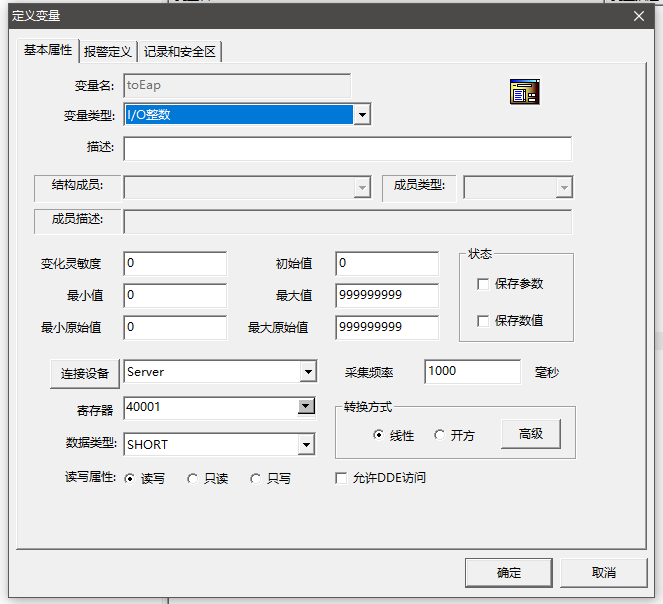 定义变量
基本属性 报警定义 记录和安全区
变量名: toEap
变量类型: I/O整数
描述:
结构成员: 成员类型:
成员描述:
变化灵敏度 0 初始值 0 状态
最小值 0 最大值 999999999 保存参数
最小原始值 0 最大原始值 999999999 保存数值
连接设备 Server 采集频率 1000 毫秒
寄存器 40001 转换方式
数据类型: SHORT 线性 开方 高级
读写属性: 读写 只读 只写 允许DDE访问
确定 取消